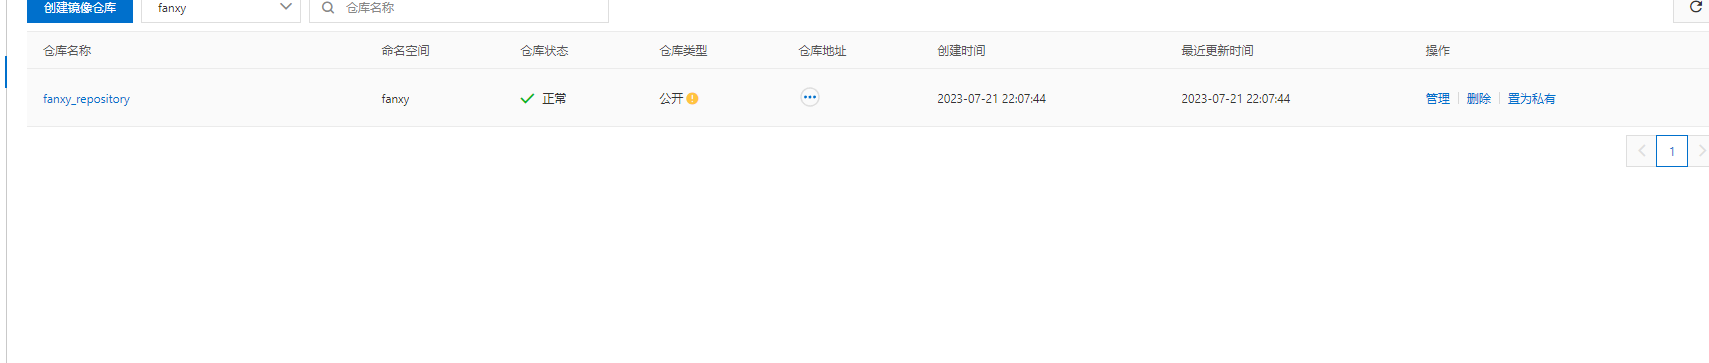 创建镜像仓库 fanxy 仓库名称
仓库名称 命名空间 仓库状态 仓库类型 仓库地址 创建时间 最近更新时间 操作
fanxy_repository fanxy 正常 公开 2023-07-21 22:07:44 2023-07-21 22:07:44 管理 删除 置为私有
1